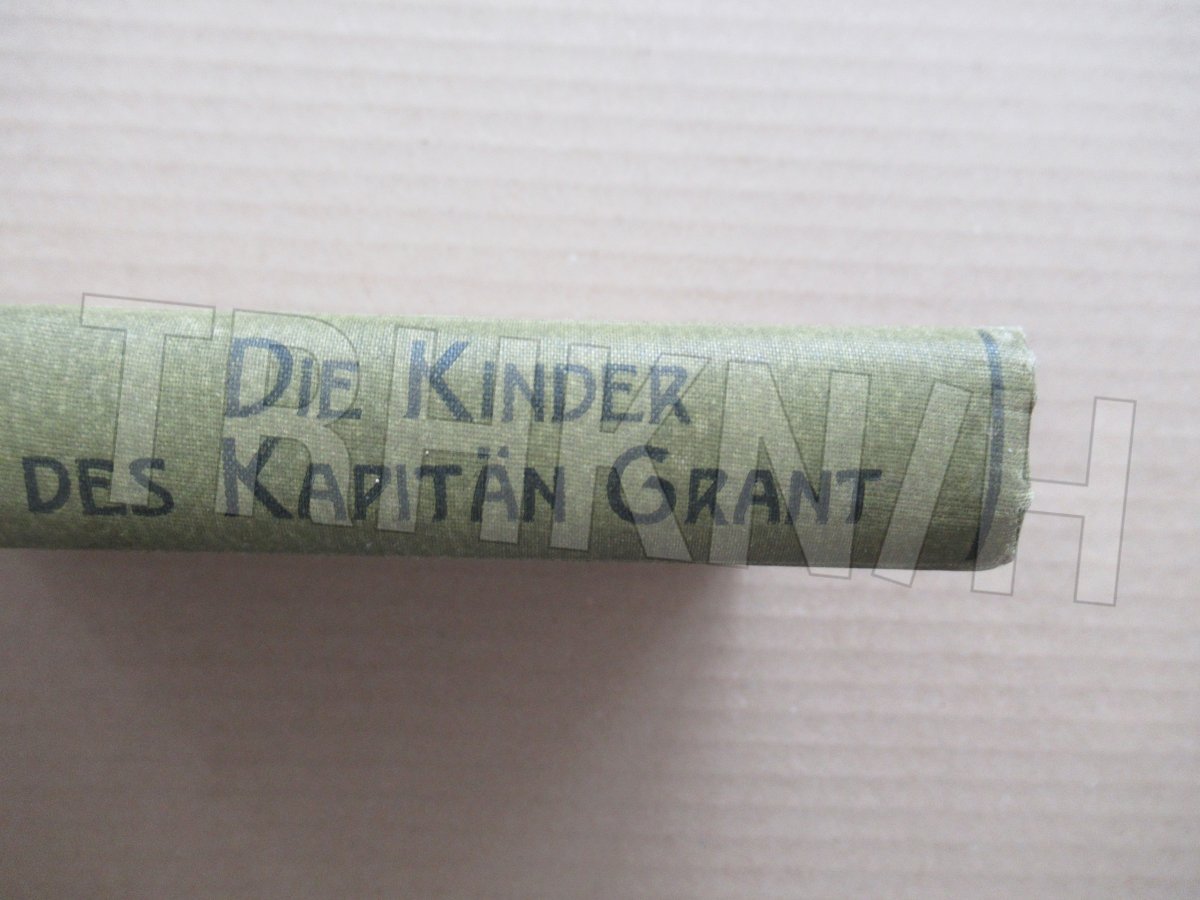 DIE KINDER
DES KAPITÄN GRANT